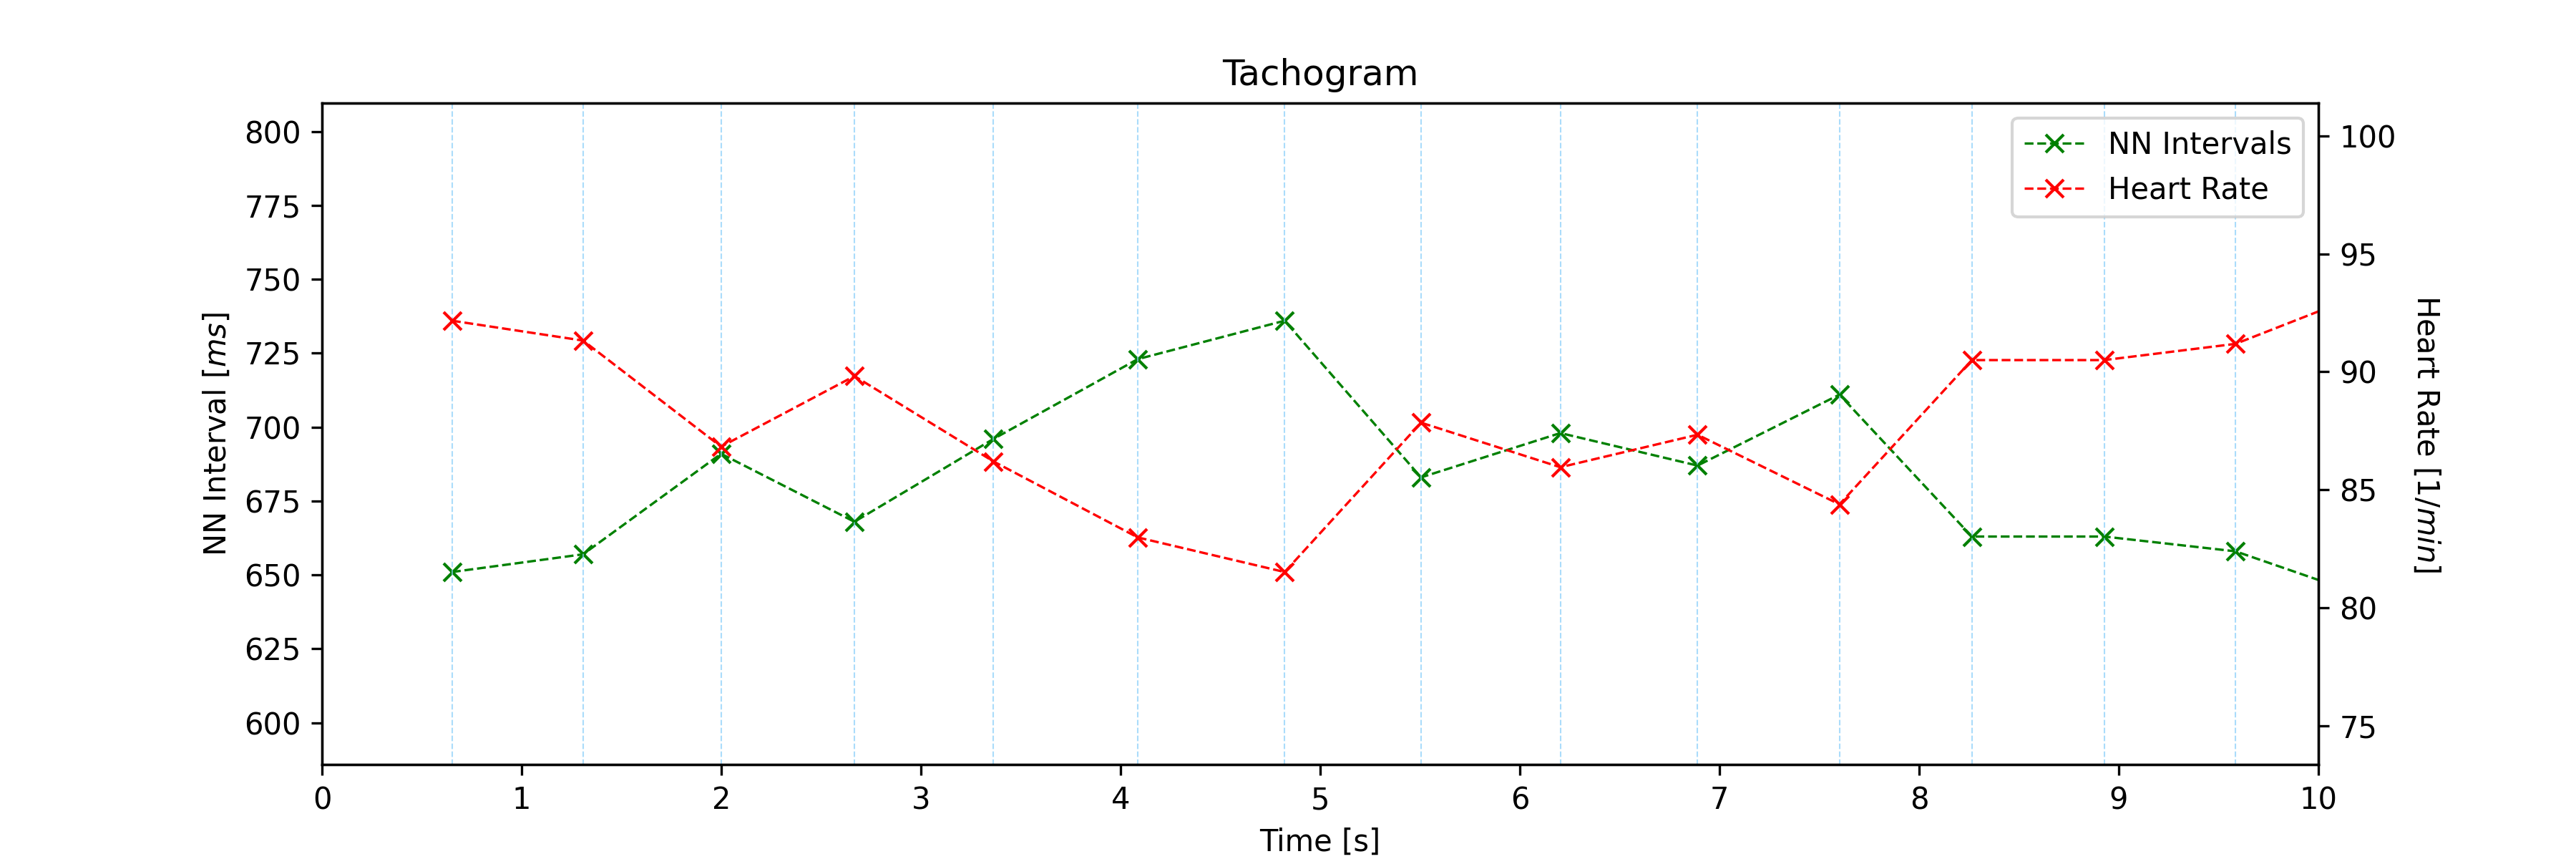 Tachogram
800
775
750
725
700
675
650
625
600
NN Interval [ms]
NN Intervals
Heart Rate
100
95
90
85
80
75
Heart Rate [1/min]
0 1 2 3 4 5 6 7 8 9 10
Time [s]